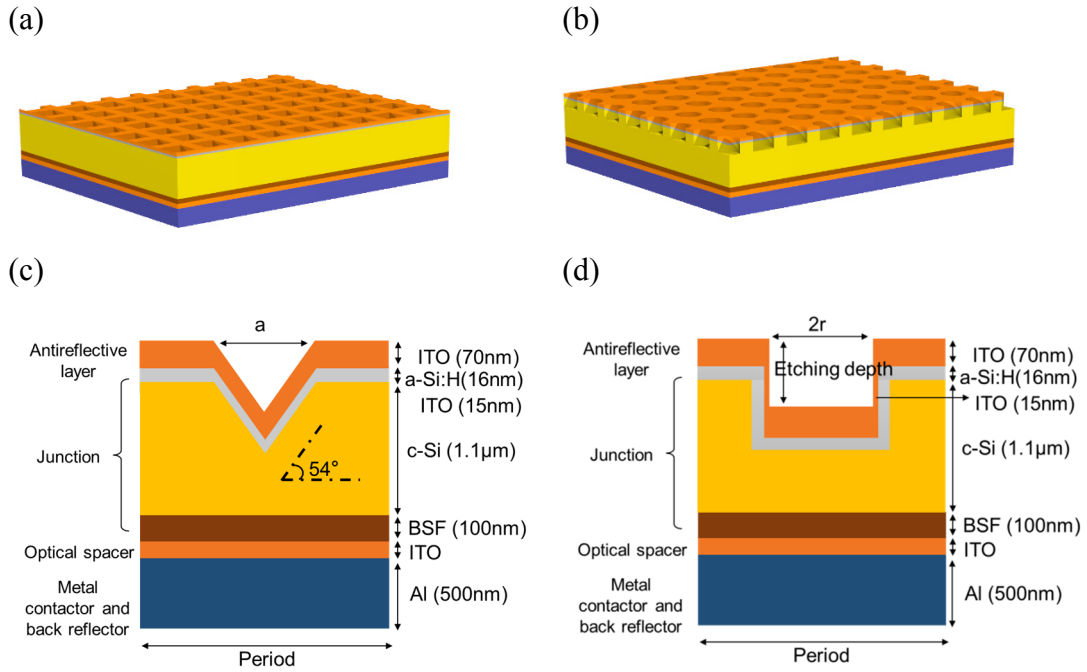 (a)
(b)
(c)
a
Antireflective
layer
Junction
Optical spacer
Metal
contactor and
back reflector
54°
ITO (70nm)
a-Si:H(16nm)
ITO (15nm)
c-Si (1.1µm)
BSF (100nm)
ITO
Al (500nm)
Period
(d)
2r
Antireflective
layer
Etching depth
Junction
Optical spacer
Metal
contactor and
back reflector
ITO (70nm)
a-Si:H(16nm)
ITO (15nm)
c-Si (1.1µm)
BSF (100nm)
ITO
Al (500nm)
Period